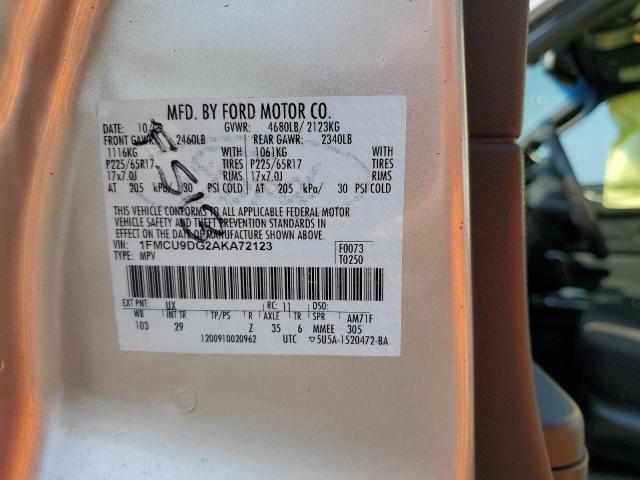 MFD. BY FORD MOTOR CO.
DATE: 10 GVWR: 4680LB/ 2123KG
FRONT GAWR: 2460LB REAR GAWR: 2340LB
1116KG WITH 1061KG WITH
P225/65R17 TIRES P225/65R17 TIRES
17x7.0J RIMS 17x7.0J RIMS
AT 205 kPa/ 30 PSI COLD AT 205 kPa/ 30 PSI COLD
THIS VEHICLE CONFORMS TO ALL APPLICABLE FEDERAL MOTOR
VEHICLE SAFETY AND THEFT PREVENTION STANDARDS IN
EFFECT ON THE DATE OF MANUFACTURE SHOWN ABOVE.
VIN: 1FMCU9DG2AKA72123 F0073
TYPE: MPV T0250
EXT PNT: UX RC: 11 DSO:
WB INT TR TP/PS R AXLE TR SPR AM71F
103 29 Z 35 6 MMEE 305
1200910020962 UTC ▽5U5A-1520472-BA